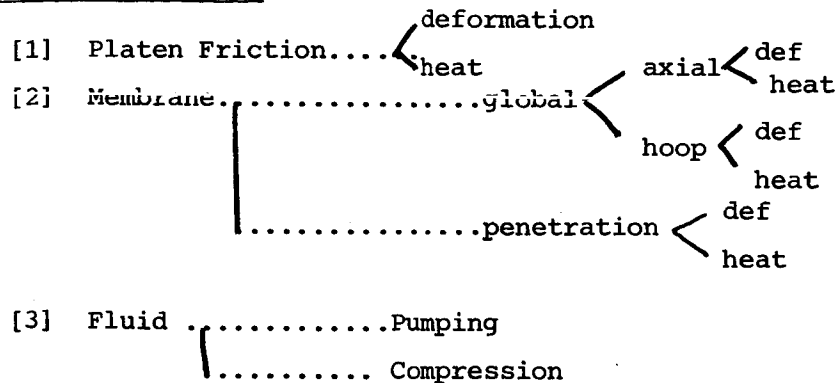 deformation
[1] Platen Friction.....
heat
axial
def
heat
[2] Membrane..................global
hoop
def
heat
................penetration
def
heat
[3] Fluid .............Pumping
.......... Compression